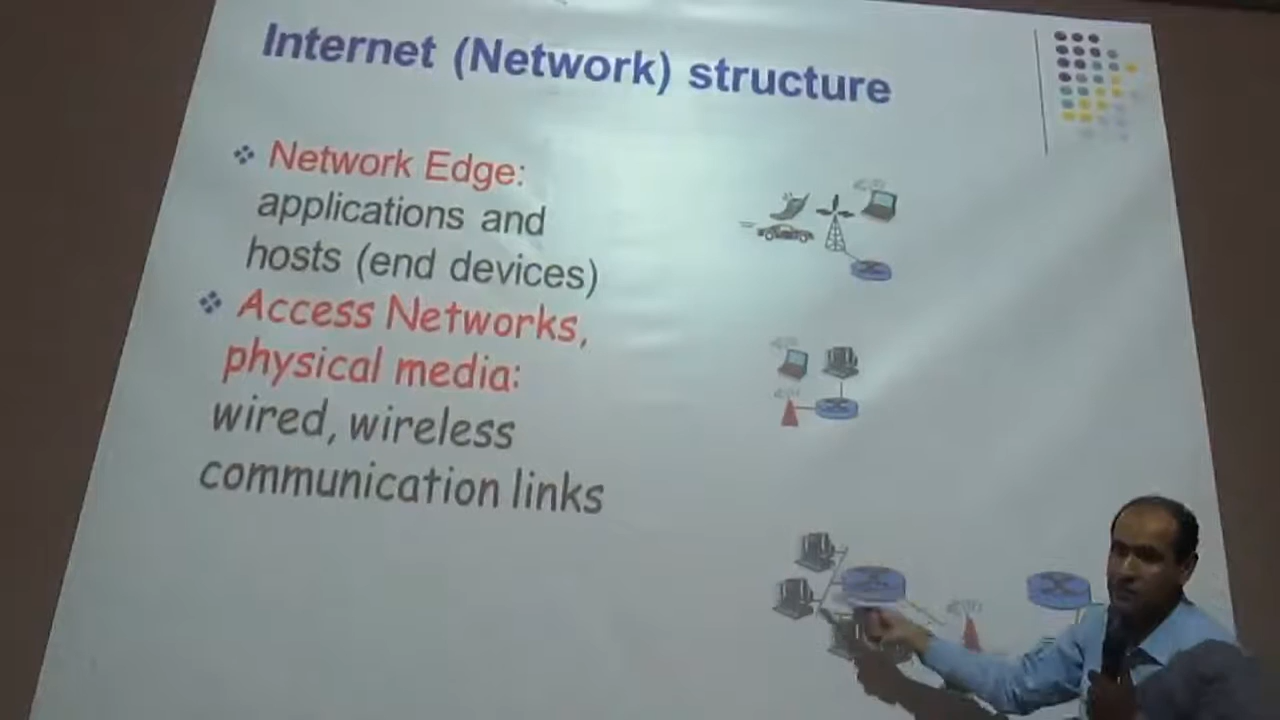 Internet (Network) structure
Network Edge:
applications and
hosts (end devices)
Access Networks,
physical media:
wired, wireless
communication links